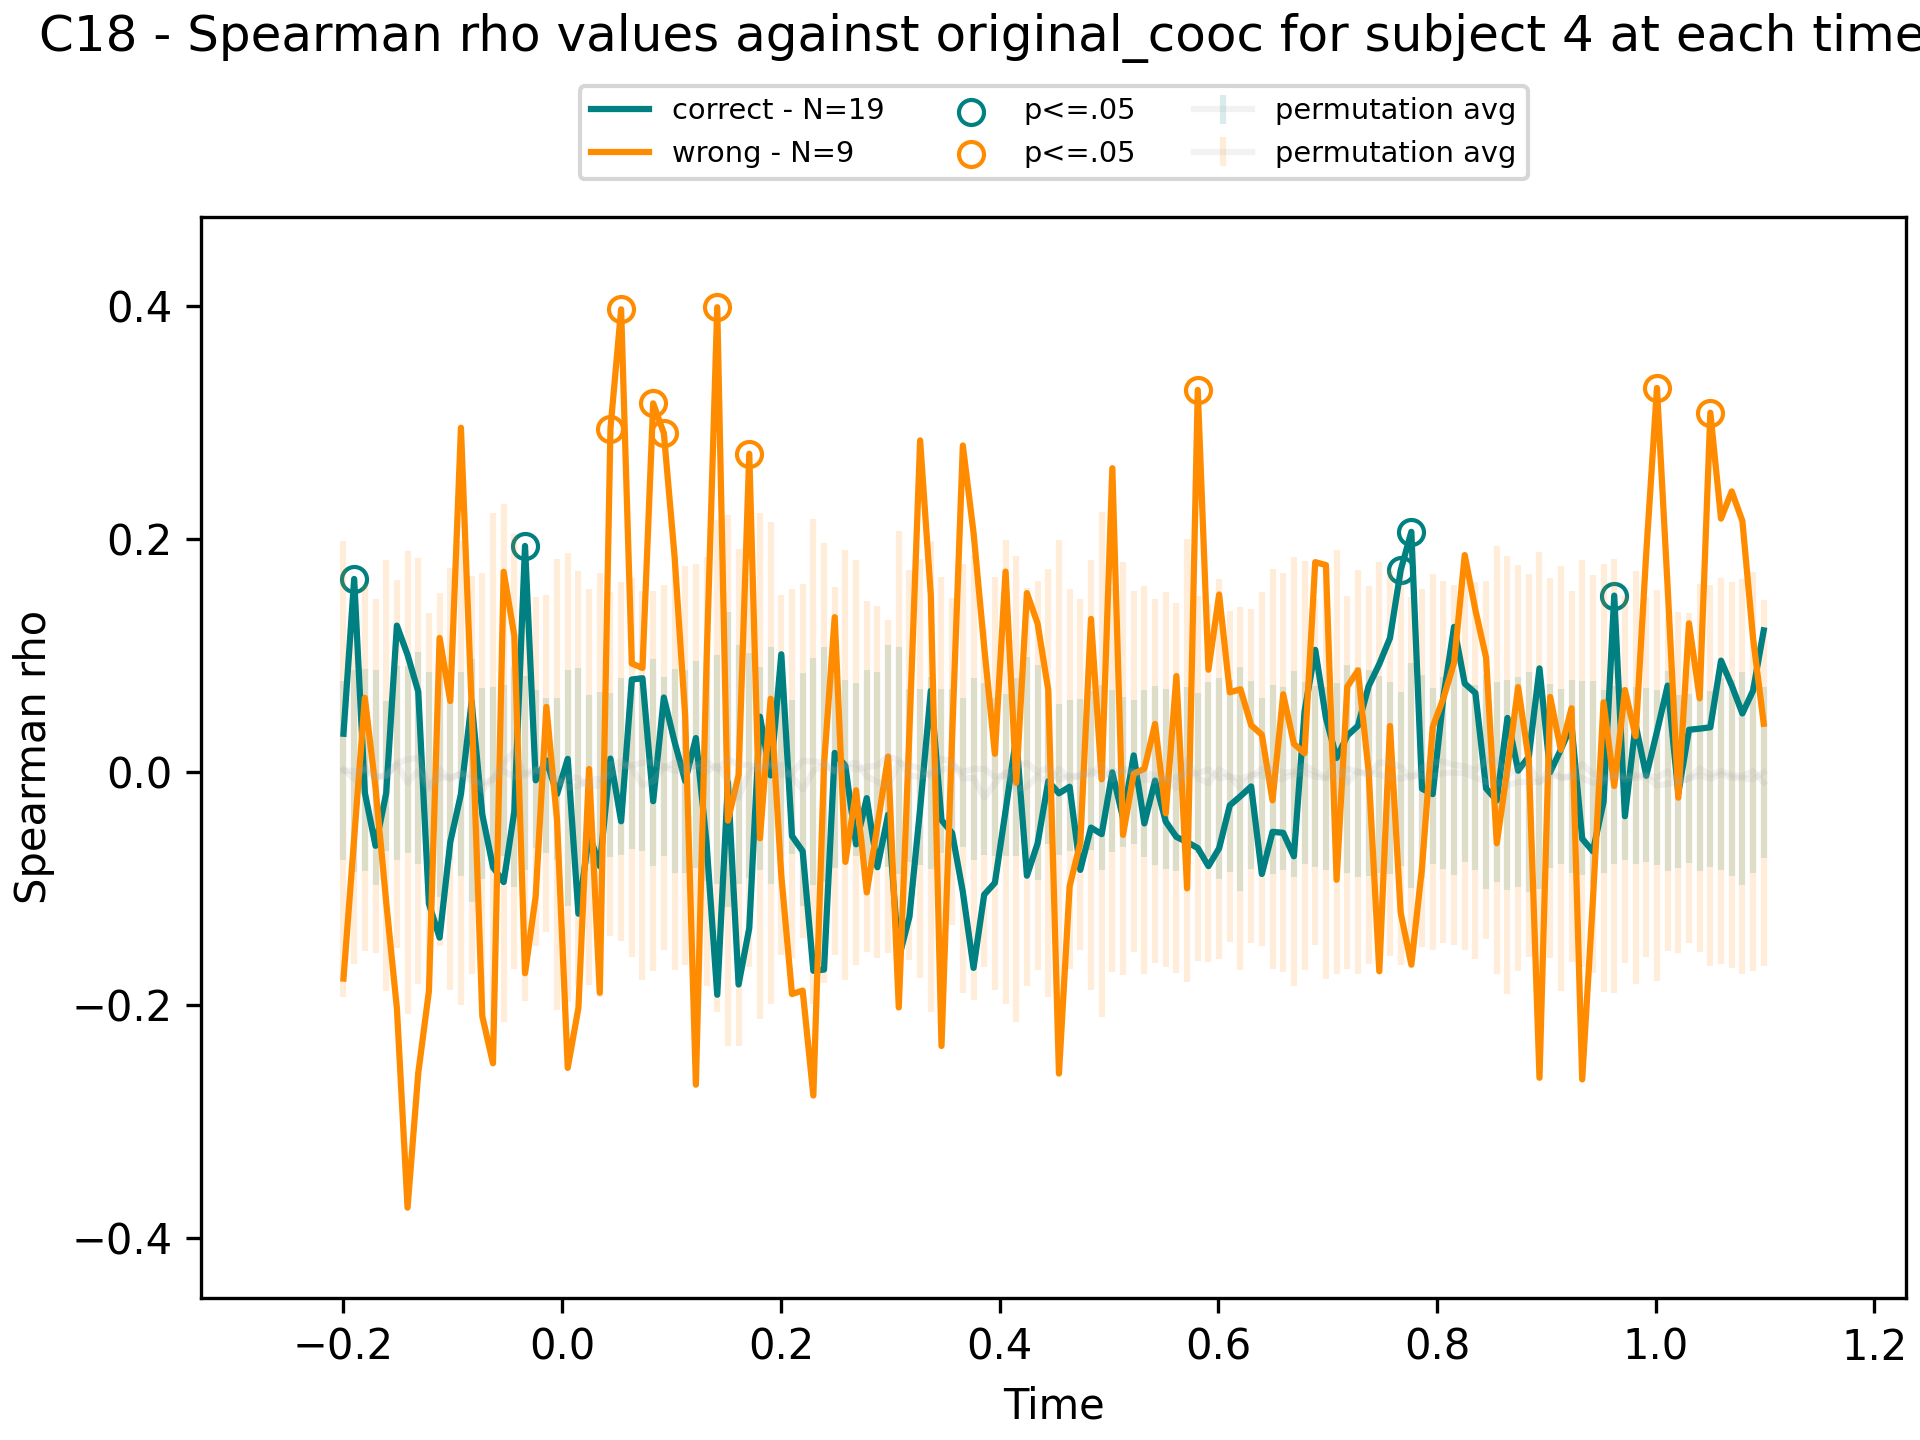 C18 - Spearman rho values against original_cooc for subject 4 at each time
correct - N=19
wrong - N=9
p<=.05
p<=.05
permutation avg
permutation avg
Spearman rho
0.4
0.2
0.0
−0.2
−0.4
−0.2 0.0 0.2 0.4 0.6 0.8 1.0 1.2
Time